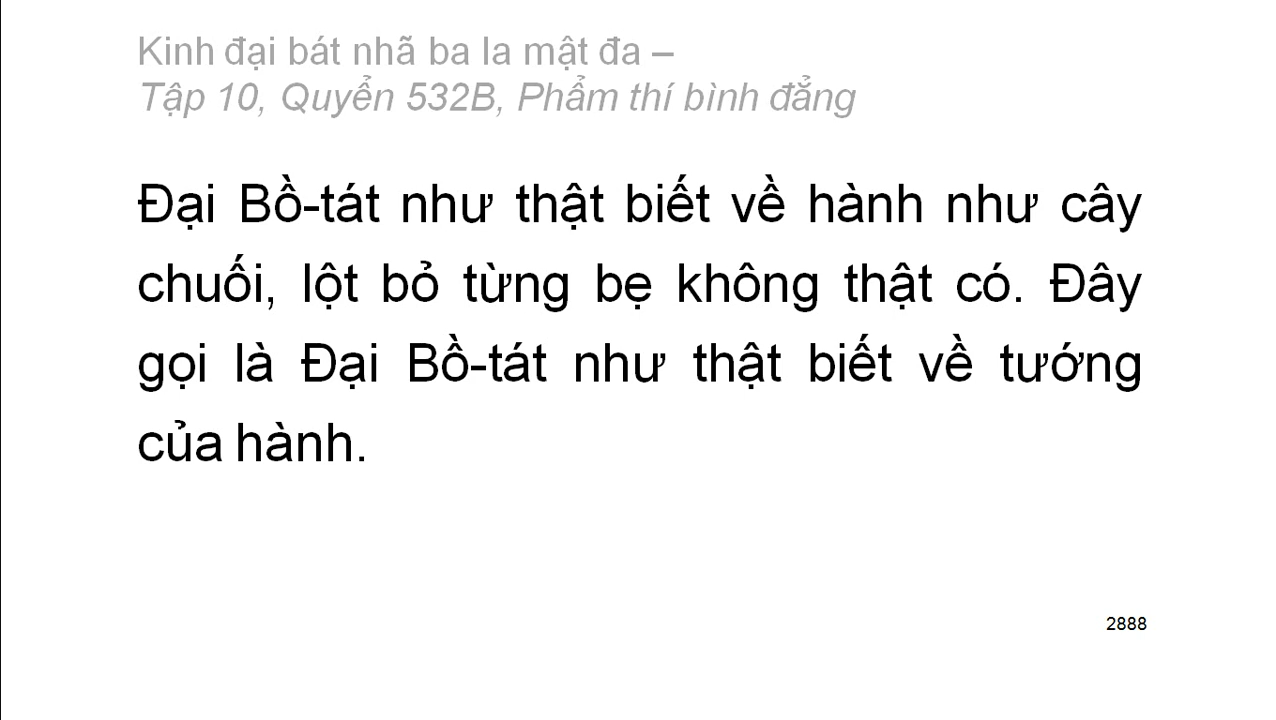 Kinh đại bát nhã ba la mật đa –
Tập 10, Quyển 532B, Phẩm thí bình đẳng
Đại Bồ-tát như thật biết về hành như cây
chuối, lột bỏ từng bẹ không thật có. Đây
gọi là Đại Bồ-tát như thật biết về tướng
của hành.
2888